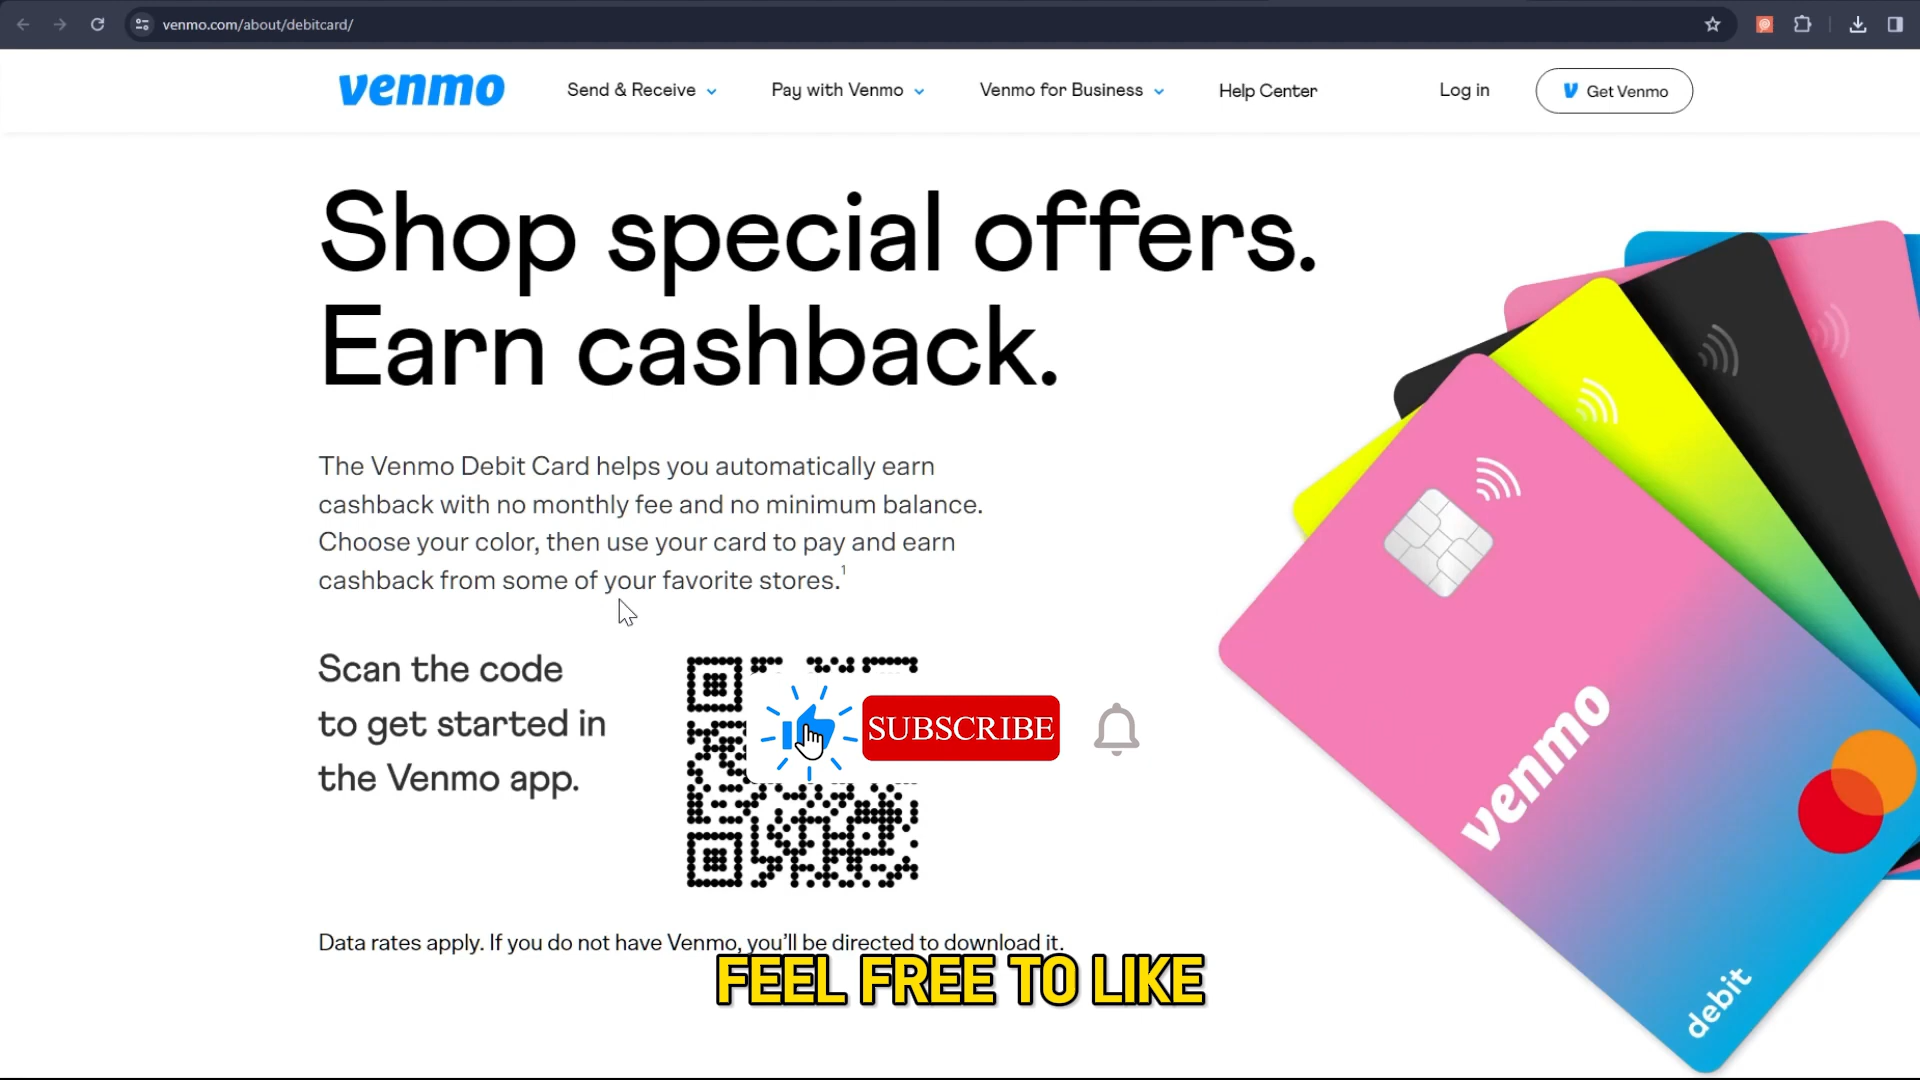 venmo.com/about/debitcard/
venmo
Send & Receive
Pay with Venmo
Venmo for Business
Help Center
Log in
Get Venmo
Shop special offers.
Earn cashback.
The Venmo Debit Card helps you automatically earn
cashback with no monthly fee and no minimum balance.
Choose your color, then use your card to pay and earn
cashback from some of your favorite stores.1
Scan the code
to get started in
the Venmo app.
SUBSCRIBE
venmo
debit
Data rates apply. If you do not have Venmo, you'll be directed to download it.
FEEL FREE TO LIKE